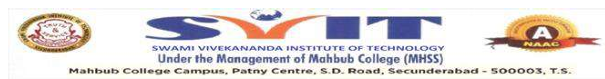 SVIT
SWAMI VIVEKANANDA INSTITUTE OF TECHNOLOGY
Under the Management of Mahbub College (MHSS)
Mahbub College Campus, Patny Centre, S.D. Road, Secunderabad - 500003, T.S.
TRUTH &
A
NAAC